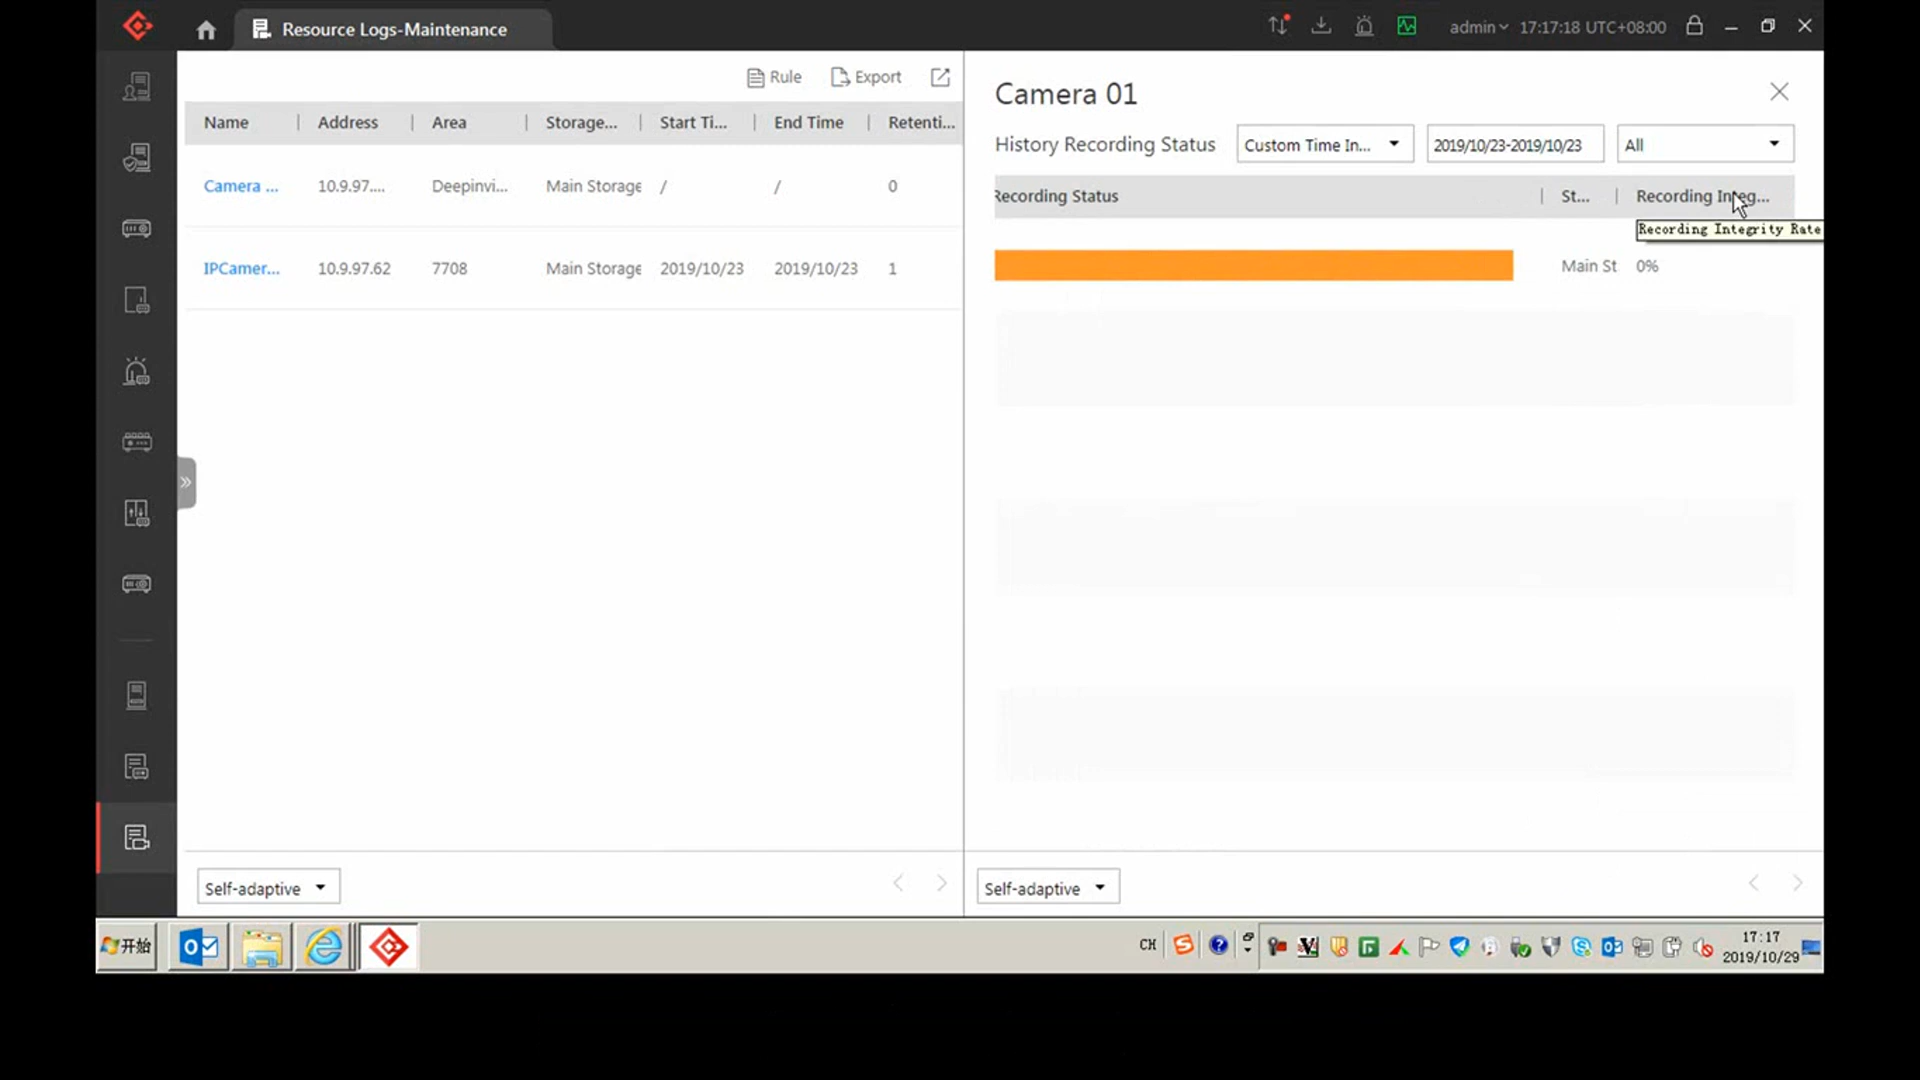 Resource Logs-Maintenance
admin
17:17:18 UTC+08:00
Rule
Export
Name
Address
Area
Storage...
Start Ti...
End Time
Retenti...
Camera ...
10.9.97....
Deepinvi...
Main Storage
/
/
0
IPCamer...
10.9.97.62
7708
Main Storage
2019/10/23
2019/10/23
1
Self-adaptive
Camera 01
History Recording Status
Custom Time In...
2019/10/23-2019/10/23
All
Recording Status
St...
Recording Integ...
Recording Integrity Rate
Main St
0%
Self-adaptive
开始
CH
17:17
2019/10/29